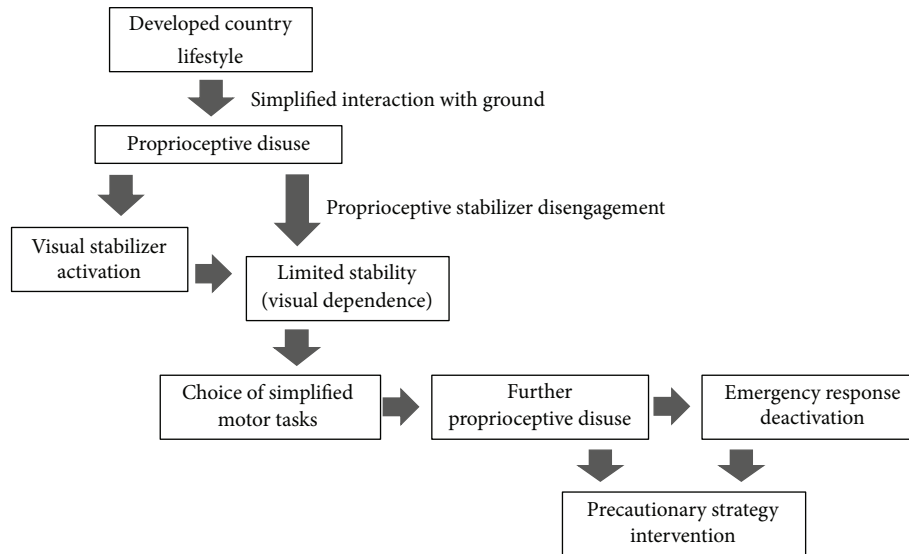 Developed country
lifestyle
Simplified interaction with ground
Proprioceptive disuse
Proprioceptive stabilizer disengagement
Visual stabilizer
activation
Limited stability
(visual dependence)
Choice of simplified
motor tasks
Further
proprioceptive disuse
Emergency response
deactivation
Precautionary strategy
intervention